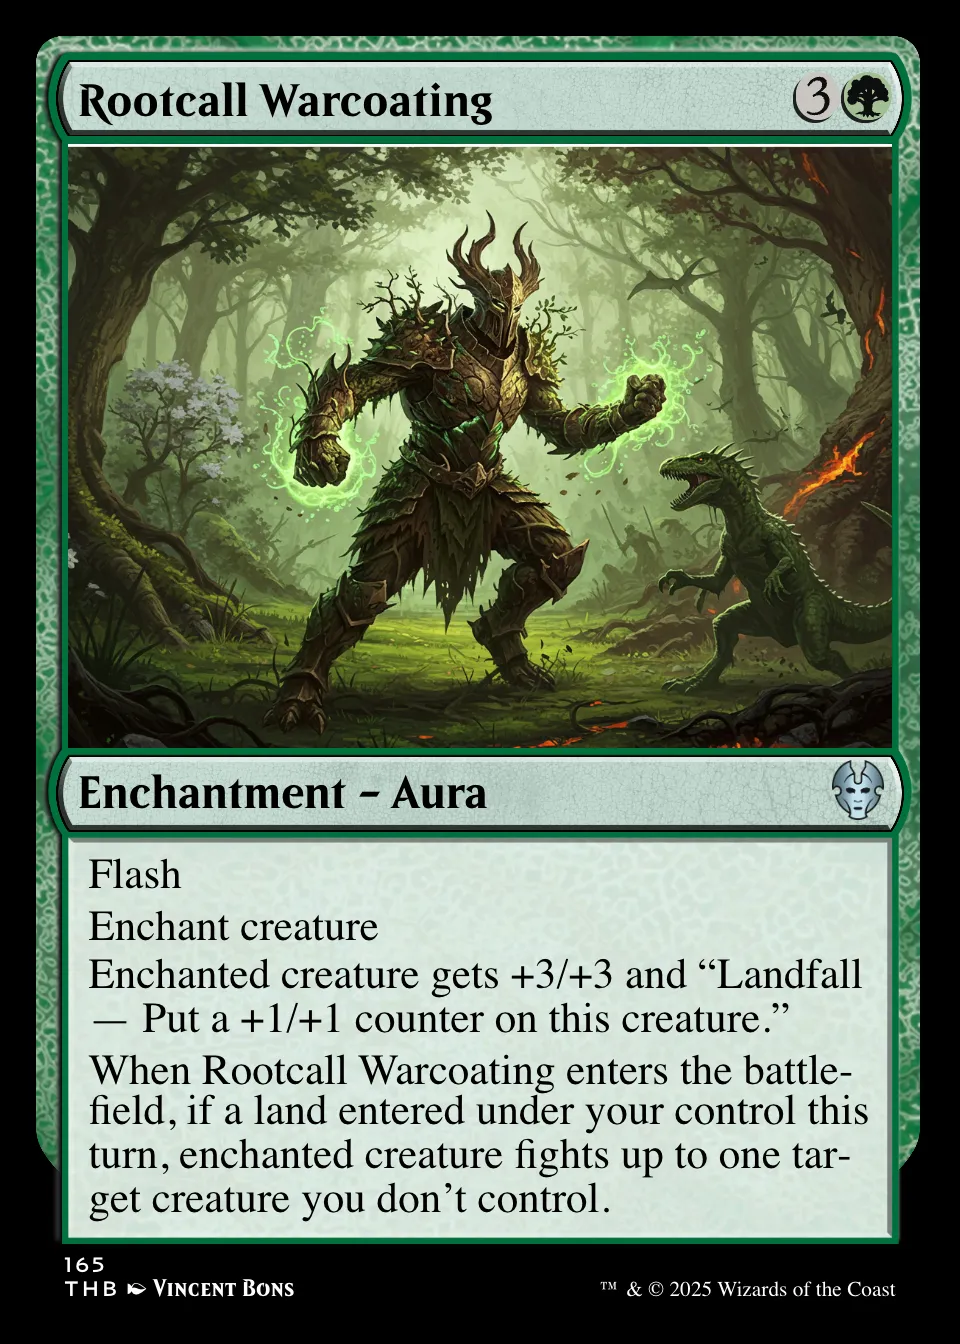 Rootcall Warcoating 3
Enchantment – Aura
Flash
Enchant creature
Enchanted creature gets +3/+3 and “Landfall
— Put a +1/+1 counter on this creature.”
When Rootcall Warcoating enters the battle-
field, if a land entered under your control this
turn, enchanted creature fights up to one tar-
get creature you don’t control.
165
THB Vincent Bons
™ & © 2025 Wizards of the Coast